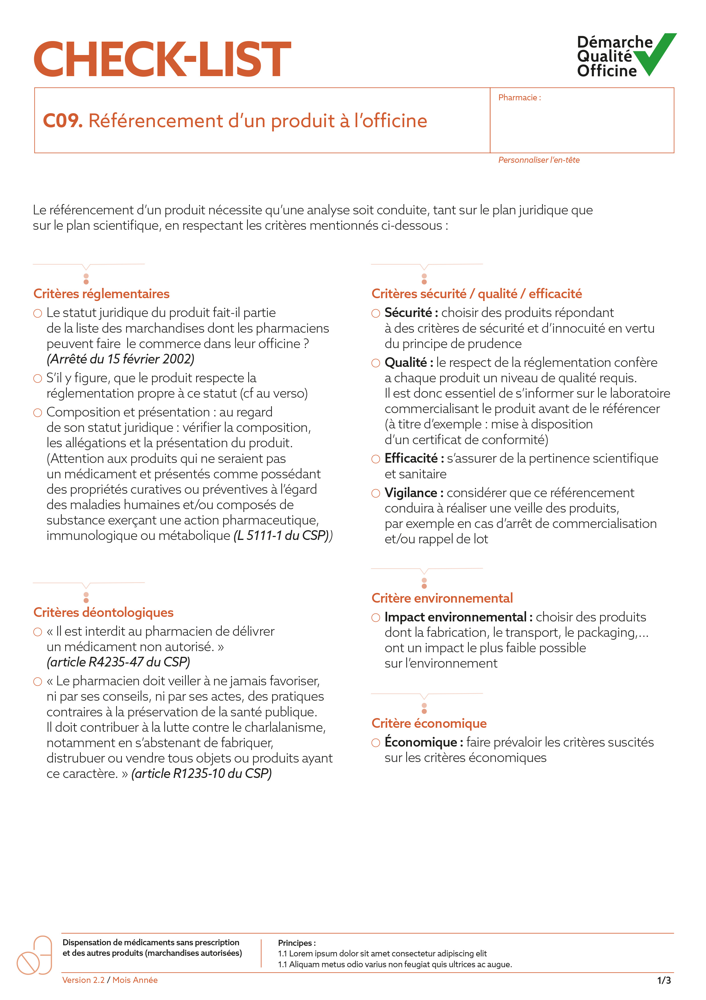 CHECK-LIST
Démarche
Qualité
Officine
C09. Référencement d’un produit à l’officine
Pharmacie :
Personnaliser l’en-tête
Le référencement d’un produit nécessite qu’une analyse soit conduite, tant sur le plan juridique que
sur le plan scientifique, en respectant les critères mentionnés ci-dessous :
Critères réglementaires
Le statut juridique du produit fait-il partie
de la liste des marchandises dont les pharmaciens
peuvent faire le commerce dans leur officine ?
(Arrêté du 15 février 2002)
S’il y figure, que le produit respecte la
réglementation propre à ce statut (cf au verso)
Composition et présentation : au regard
de son statut juridique : vérifier la composition,
les allégations et la présentation du produit.
(Attention aux produits qui ne seraient pas
un médicament et présentés comme possédant
des propriétés curatives ou préventives à l’égard
des maladies humaines et/ou composés de
substance exerçant une action pharmaceutique,
immunologique ou métabolique (L 5111-1 du CSP))
Critères déontologiques
« Il est interdit au pharmacien de délivrer
un médicament non autorisé. »
(article R4235-47 du CSP)
« Le pharmacien doit veiller à ne jamais favoriser,
ni par ses conseils, ni par ses actes, des pratiques
contraires à la préservation de la santé publique.
Il doit contribuer à la lutte contre le charlalanisme,
notamment en s’abstenant de fabriquer,
distrubuer ou vendre tous objets ou produits ayant
ce caractère. » (article R1235-10 du CSP)
Critères sécurité / qualité / efficacité
Sécurité : choisir des produits répondant
à des critères de sécurité et d’innocuité en vertu
du principe de prudence
Qualité : le respect de la réglementation confère
a chaque produit un niveau de qualité requis.
Il est donc essentiel de s’informer sur le laboratoire
commercialisant le produit avant de le référencer
(à titre d’exemple : mise à disposition
d’un certificat de conformité)
Efficacité : s’assurer de la pertinence scientifique
et sanitaire
Vigilance : considérer que ce référencement
conduira à réaliser une veille des produits,
par exemple en cas d’arrêt de commercialisation
et/ou rappel de lot
Critère environnemental
Impact environnemental : choisir des produits
dont la fabrication, le transport, le packaging,...
ont un impact le plus faible possible
sur l’environnement
Critère économique
Économique : faire prévaloir les critères suscités
sur les critères économiques
Dispensation de médicaments sans prescription
et des autres produits (marchandises autorisées)
Principes :
1.1 Lorem ipsum dolor sit amet consectetur adipiscing elit
1.1 Aliquam metus odio varius non feugiat quis ultrices ac augue.
Version 2.2 / Mois Année
1/3